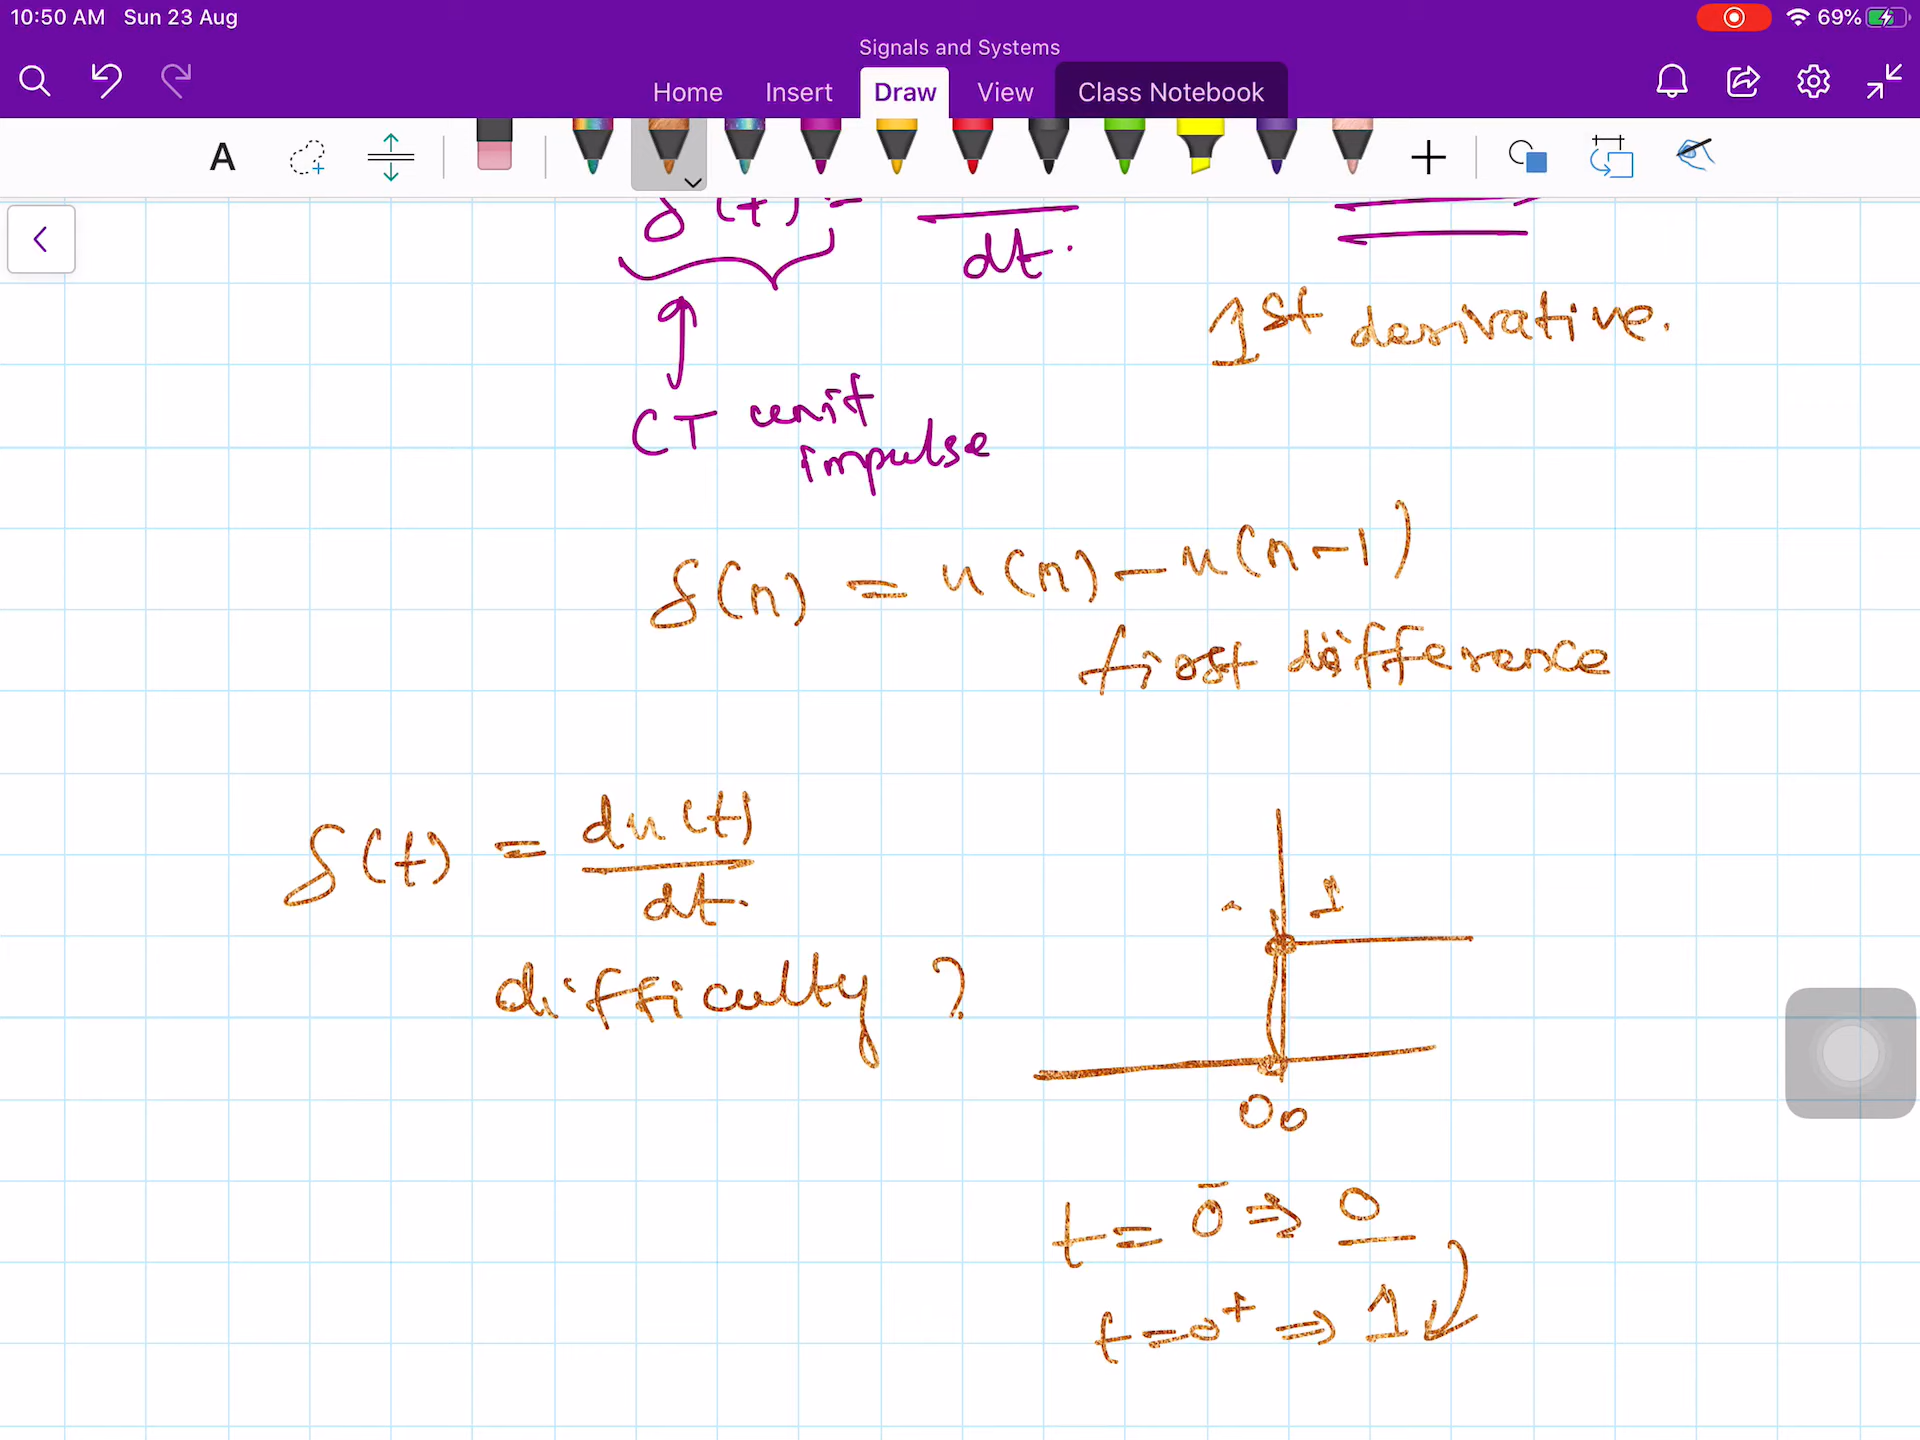 10:50 AM Sun 23 Aug
69%
Signals and Systems
Home Insert Draw View Class Notebook
A
δ(t) =
dt.
1st derivative.
CT unit
impulse
δ(n) = u(n) - u(n-1)
first difference
δ(t) = du(t)
dt.
difficulty ?
1
0 0
t = 0⁻ ⇒ 0
t = 0⁺ ⇒ 1